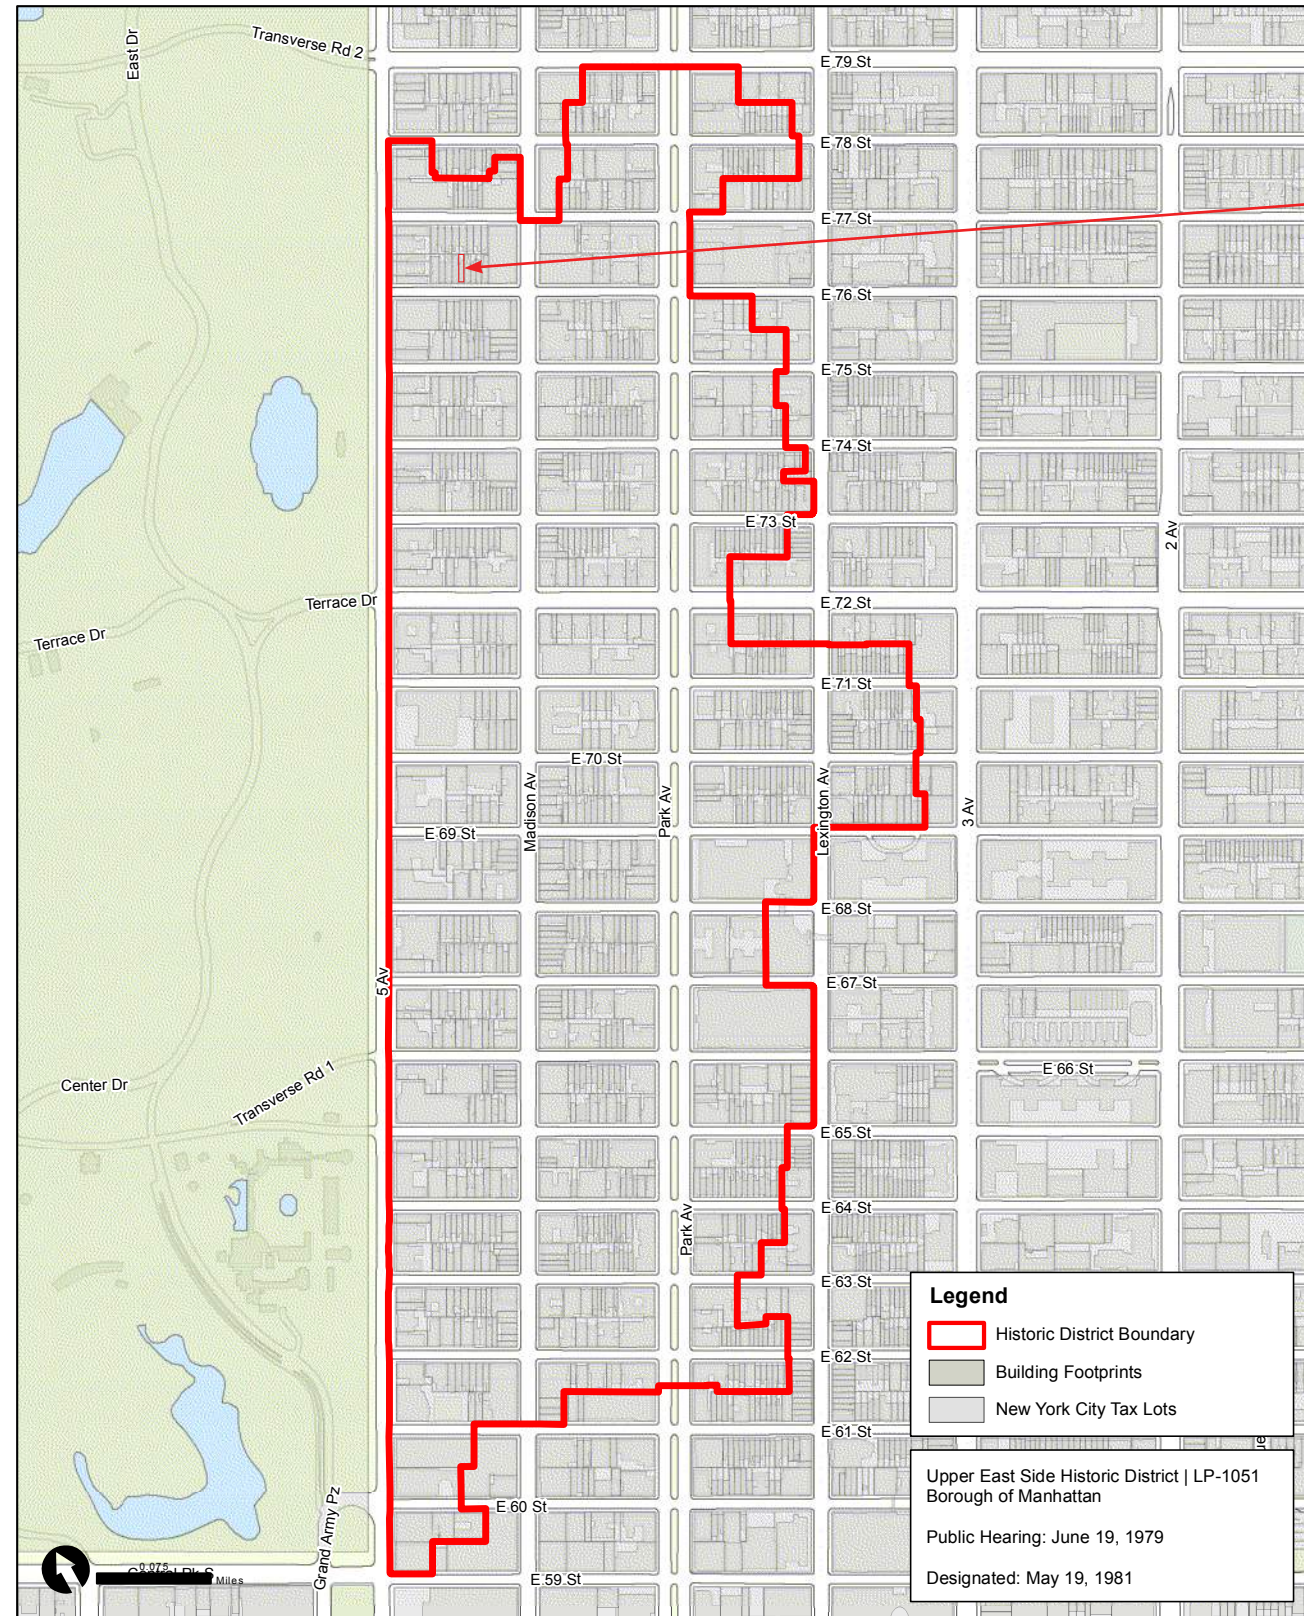 East Dr
Transverse Rd 2
E 79 St
E 78 St
E 77 St
E 76 St
E 75 St
E 74 St
E 73 St
2 Av
Terrace Dr
E 72 St
Terrace Dr
E 71 St
E 70 St
Madison Av
Park Av
Lexington Av
3 Av
E 69 St
E 68 St
5 Av
E 67 St
E 66 St
Center Dr
Transverse Rd 1
E 65 St
E 64 St
Park Av
E 63 St
E 62 St
E 61 St
E 60 St
Grand Army Pz
E 59 St
Central Pk S
0.075
Miles
Legend
Historic District Boundary
Building Footprints
New York City Tax Lots
Upper East Side Historic District | LP-1051
Borough of Manhattan
Public Hearing: June 19, 1979
Designated: May 19, 1981